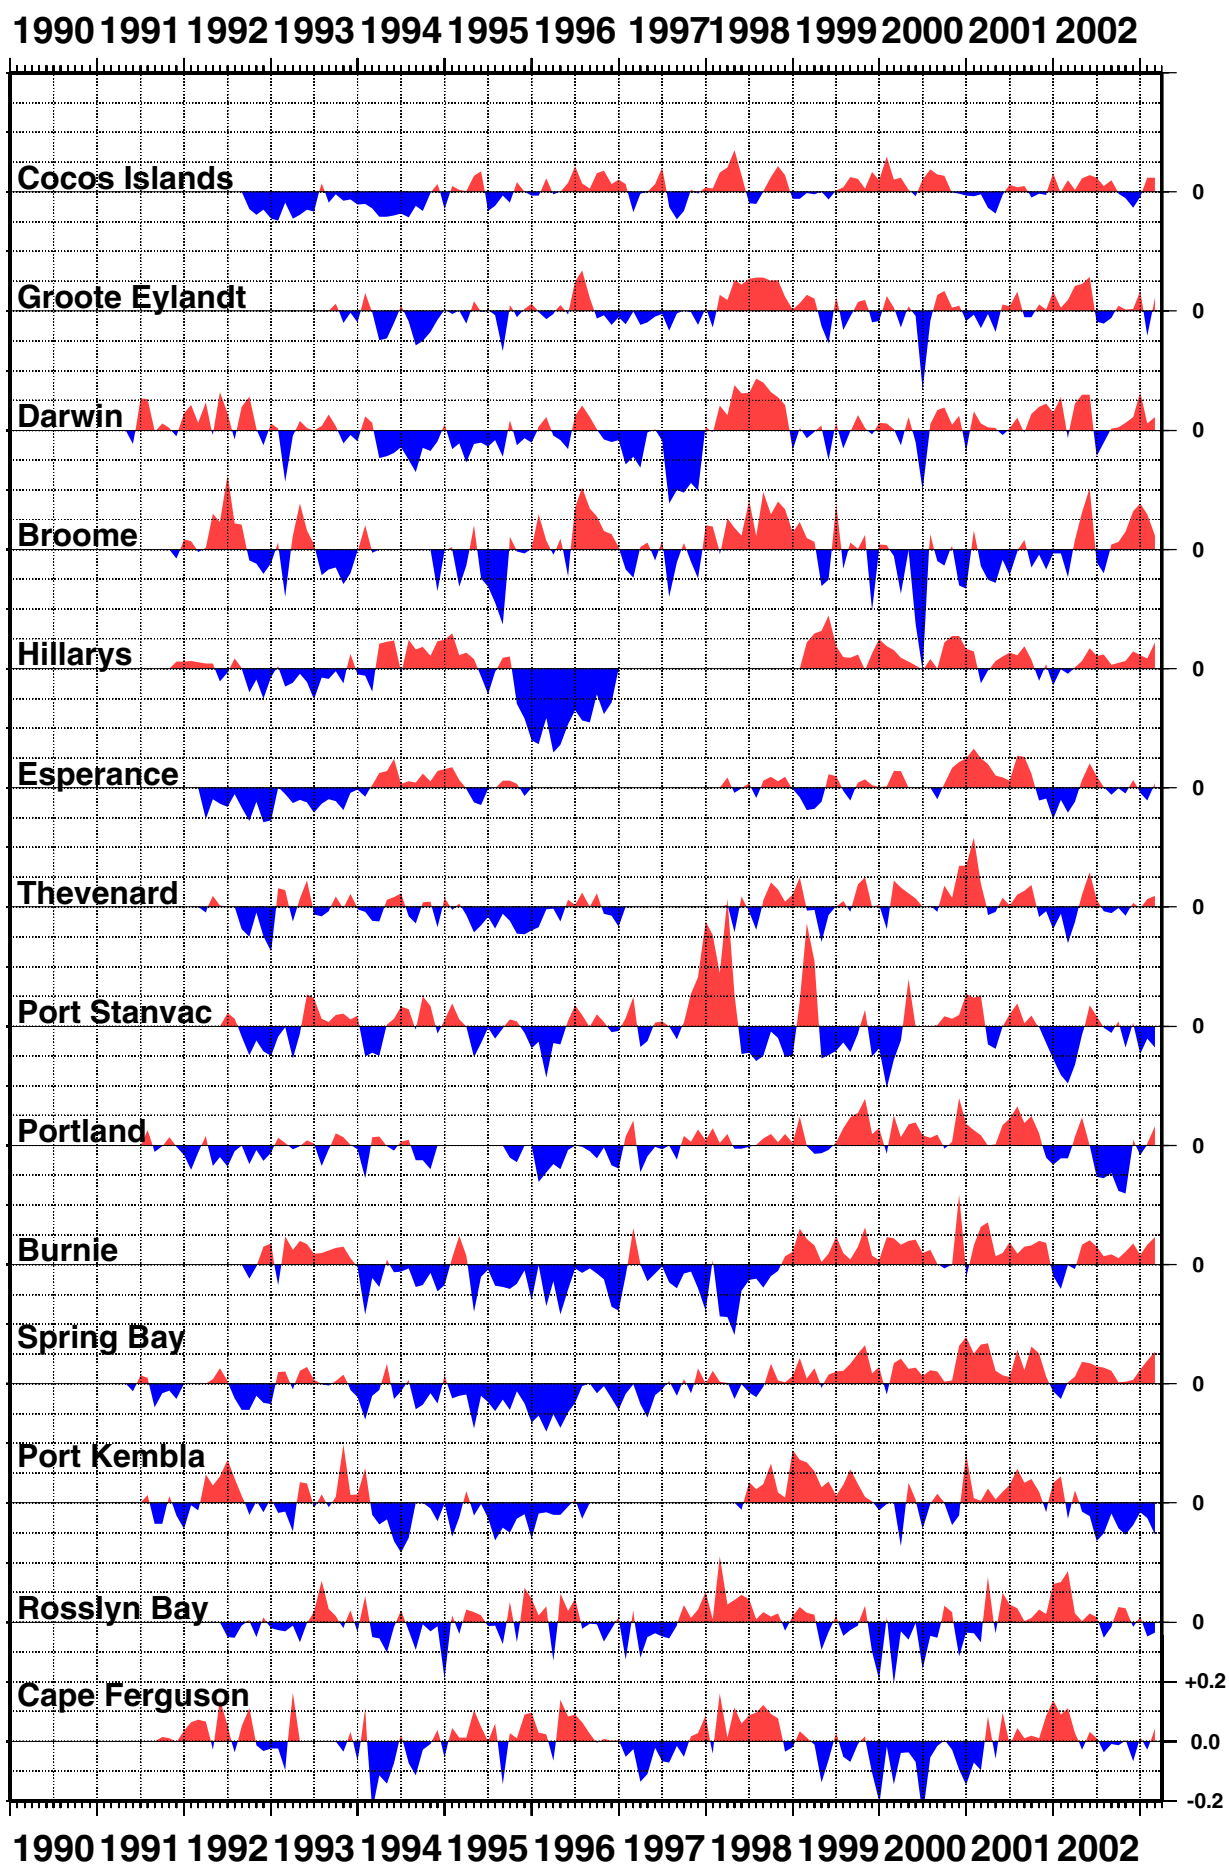 1990 1991 1992 1993 1994 1995 1996 1997 1998 1999 2000 2001 2002
Cocos Islands 0
Groote Eylandt 0
Darwin 0
Broome 0
Hillarys 0
Esperance 0
Thevenard 0
Port Stanvac 0
Portland 0
Burnie 0
Spring Bay 0
Port Kembla 0
Rosslyn Bay 0
+0.2
Cape Ferguson
0.0
-0.2
1990 1991 1992 1993 1994 1995 1996 1997 1998 1999 2000 2001 2002